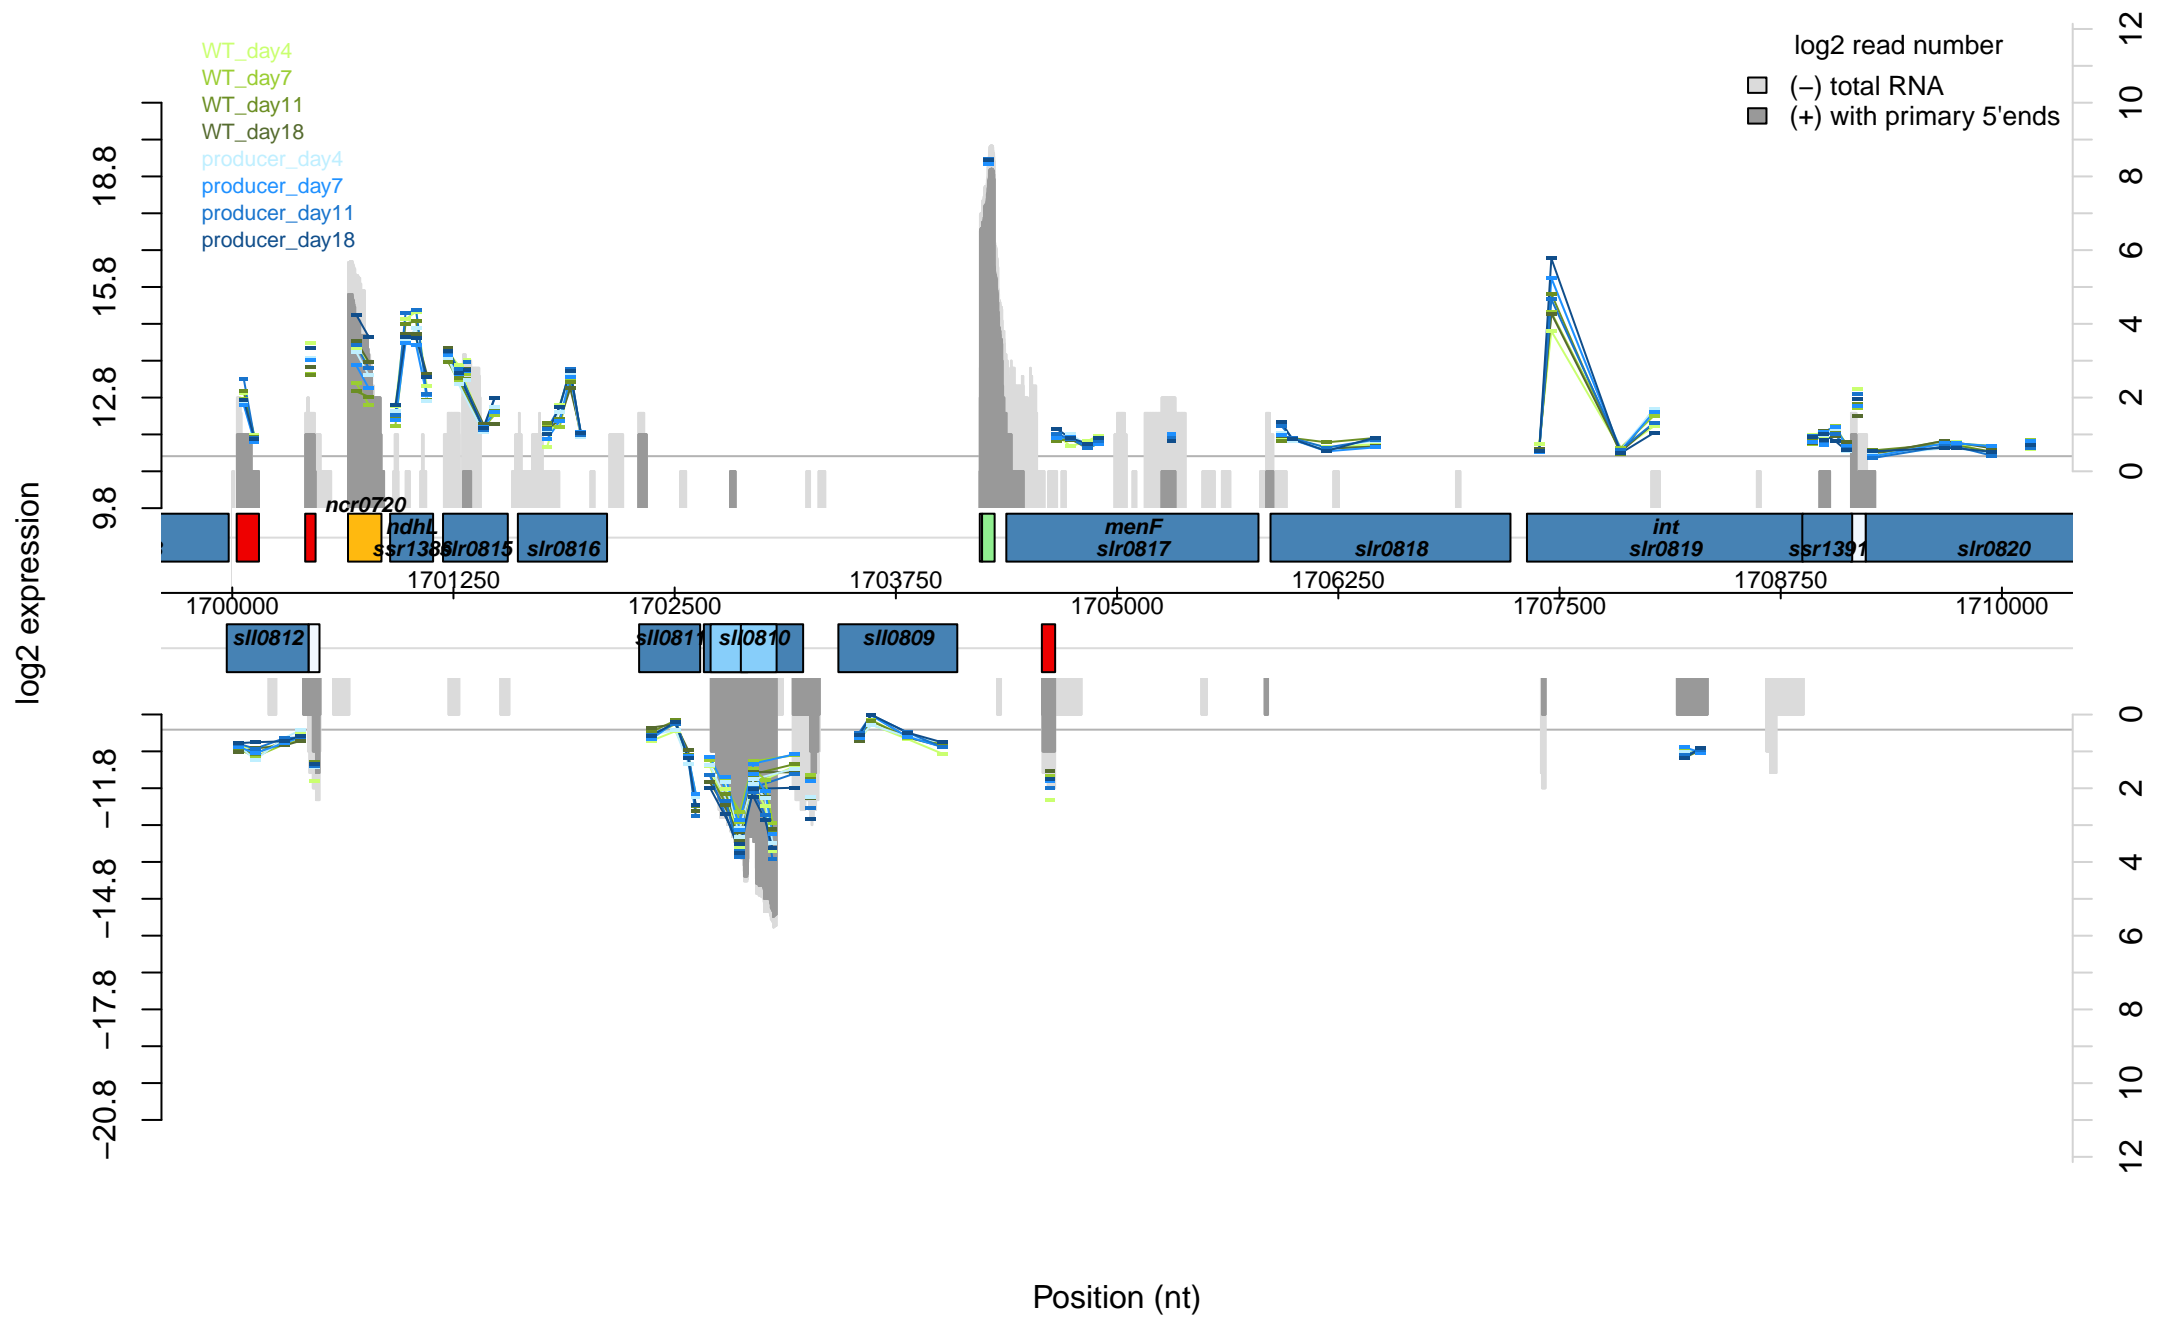 WT_day4
WT_day7
WT_day11
WT_day18
producer_day4
producer_day7
producer_day11
producer_day18
log2 read number
(−) total RNA
(+) with primary 5'ends
18.8
15.8
12.8
9.8
12
10
8
6
4
2
0
log2 expression
ncr0720
ndhL
menF
int
slr0815
slr0816
slr0817
slr0818
slr0819
ssr1391
slr0820
1701250
1703750
1706250
1708750
1700000
1702500
1705000
1707500
1710000
sll0812
sll0811
sll0810
sll0809
−11.8
−14.8
−17.8
−20.8
0
2
4
6
8
10
12
Position (nt)